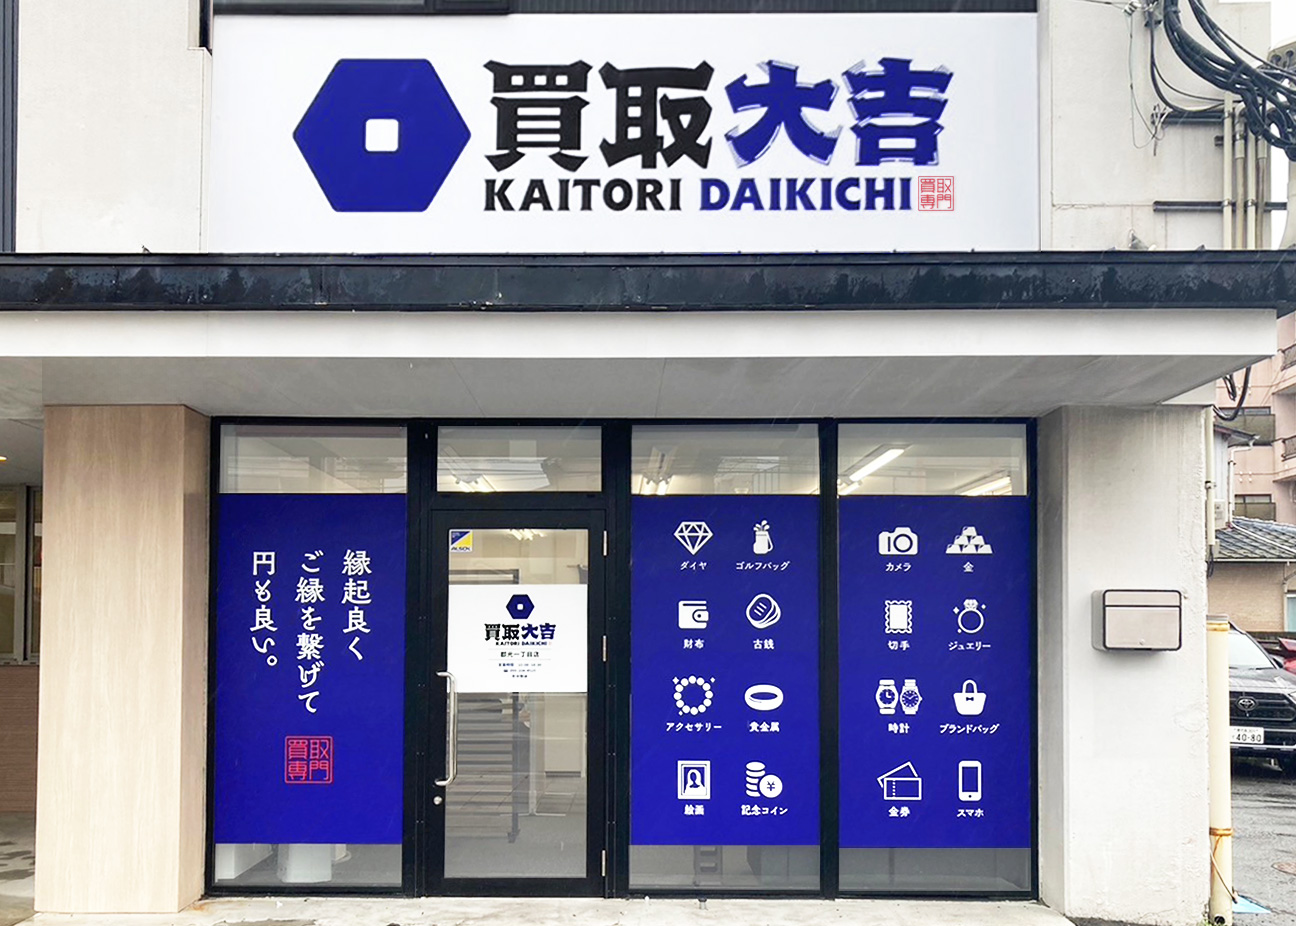 買取大吉
KAITORI DAIKICHI
買取
専門
縁起良く
ご縁を繋げて
円も良い。
買取
専門
ALSOK
買取大吉
KAITORI DAIKICHI
ダイヤ
ゴルフバッグ
財布
古銭
アクセサリー
貴金属
絵画
記念コイン
カメラ
金
切手
ジュエリー
時計
ブランドバッグ
金券
スマホ
40-80